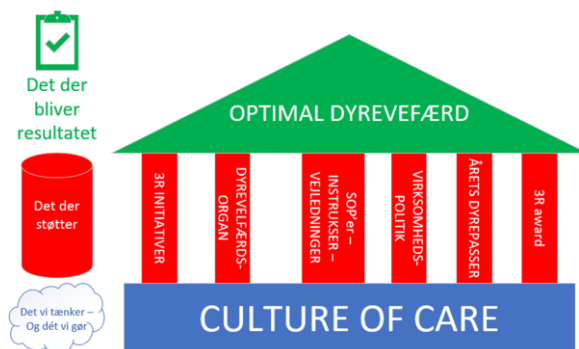 Det der
bliver
resultatet
OPTIMAL DYREVEFÆRD
Det der
støtter
3R INITIATIVER
DYREVELFÆRDS-
ORGAN
SOP'er –
INSTRUKSER –
VEJLEDNINGER
VIRKSOMHEDS-
POLITIK
ÅRETS DYREPASSER
3R award
Det vi tænker –
Og dét vi gør
CULTURE OF CARE